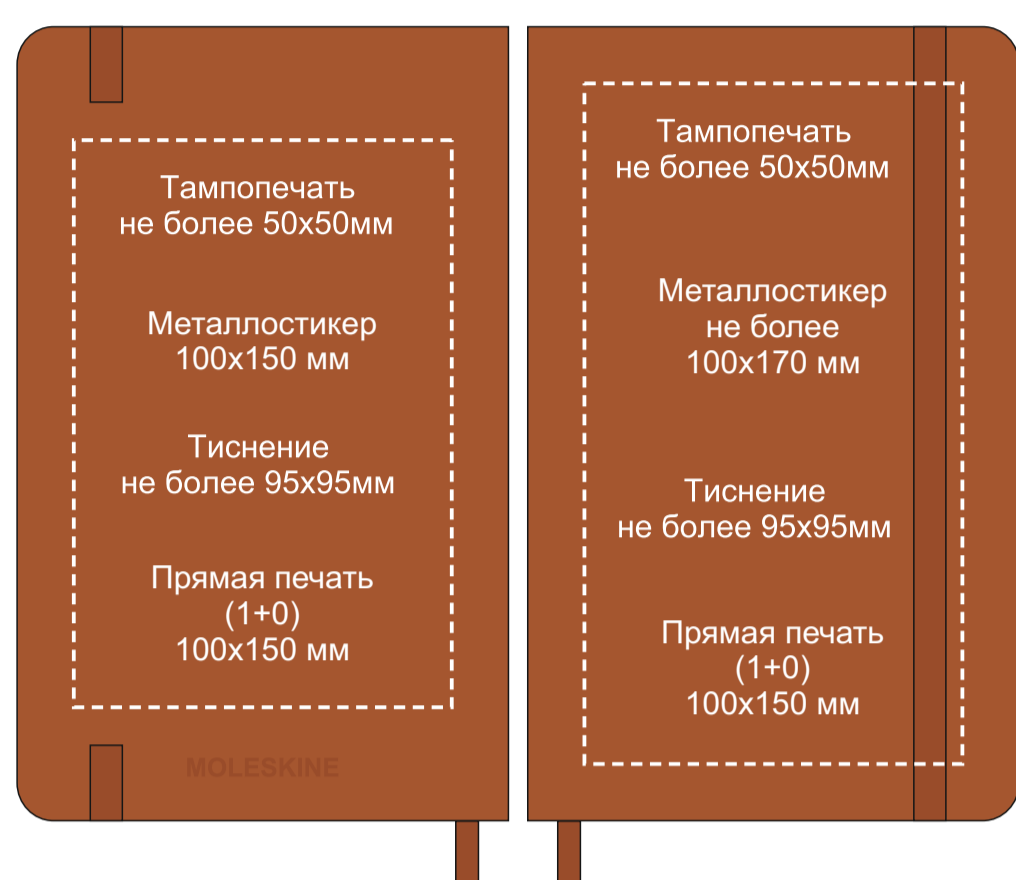 Тампопечать
не более 50х50мм
Металлостикер
100х150 мм
Тиснение
не более 95х95мм
Прямая печать
(1+0)
100х150 мм
MOLESKINE
Тампопечать
не более 50х50мм
Металлостикер
не более
100х170 мм
Тиснение
не более 95х95мм
Прямая печать
(1+0)
100х150 мм